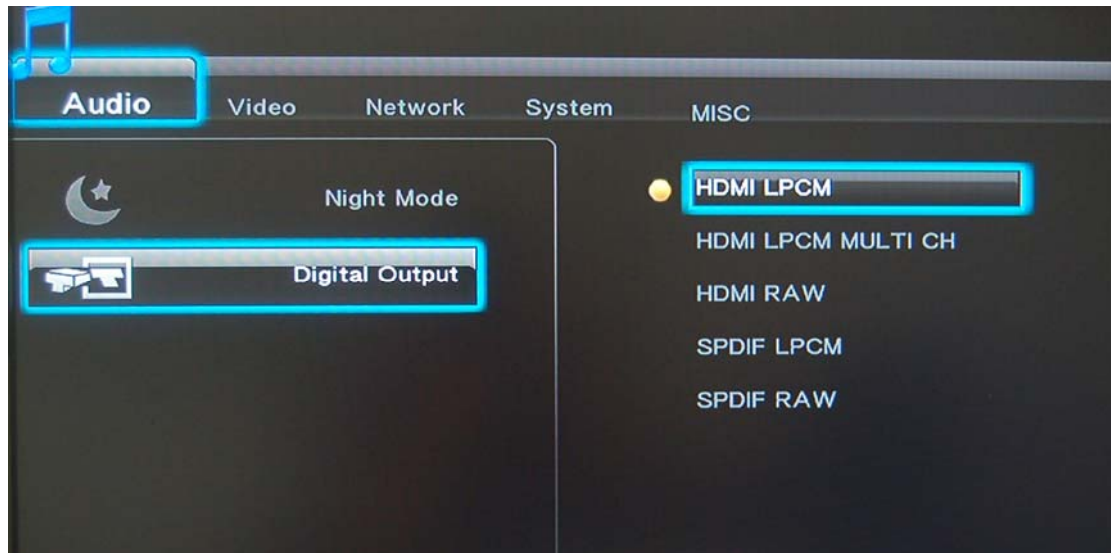 Audio Video Network System MISC
Night Mode
Digital Output
HDMI LPCM
HDMI LPCM MULTI CH
HDMI RAW
SPDIF LPCM
SPDIF RAW